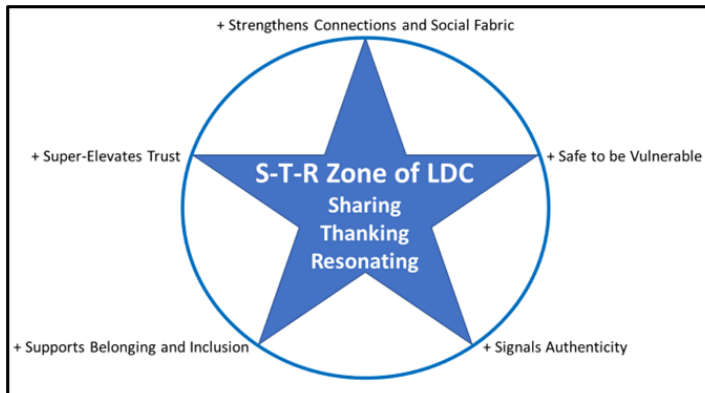 + Strengthens Connections and Social Fabric
+ Super-Elevates Trust
+ Safe to be Vulnerable
S-T-R Zone of LDC
Sharing
Thanking
Resonating
+ Supports Belonging and Inclusion
+ Signals Authenticity